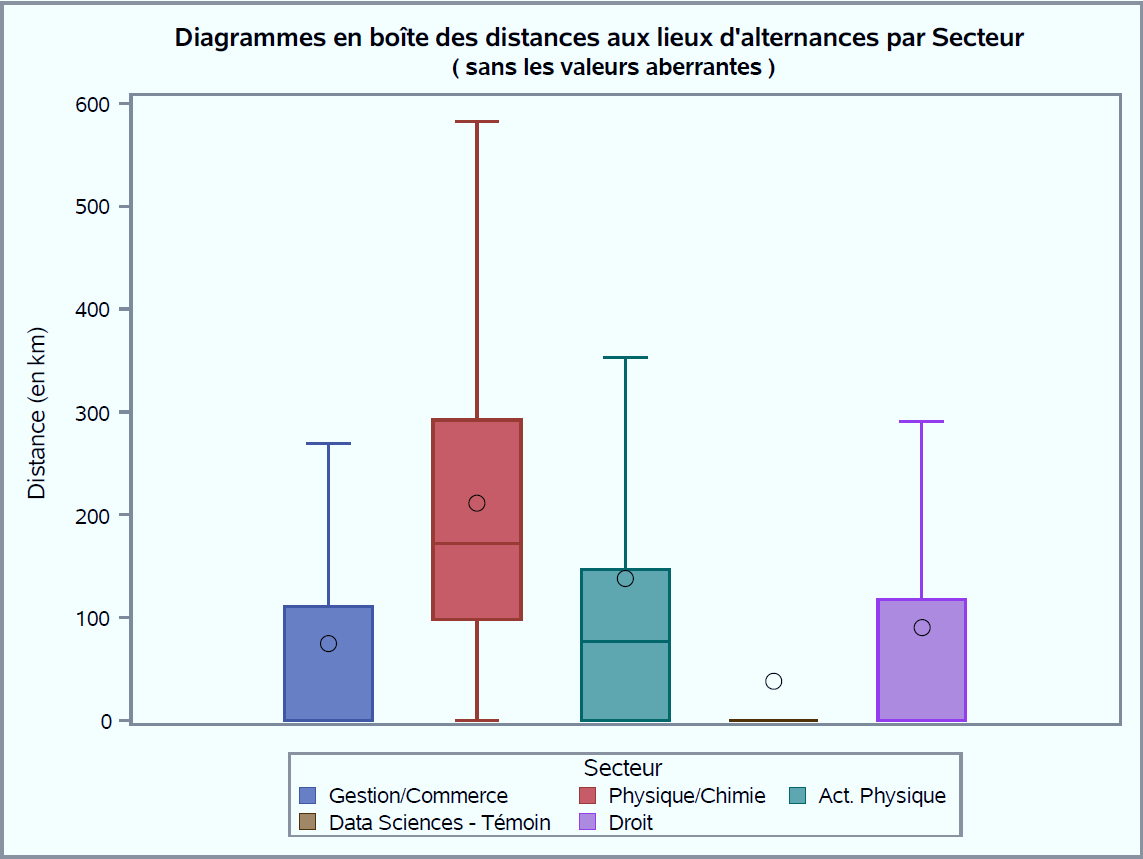 Diagrammes en boîte des distances aux lieux d'alternances par Secteur
( sans les valeurs aberrantes )
600
500
400
300
200
100
0
Distance (en km)
Secteur
Gestion/Commerce
Physique/Chimie
Act. Physique
Data Sciences - Témoin
Droit